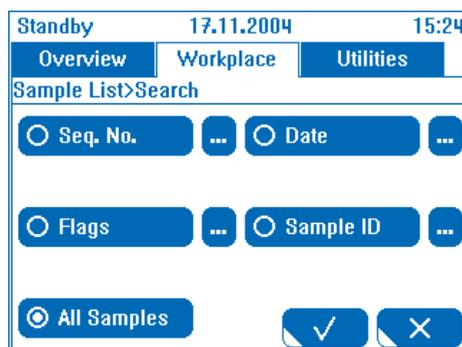 Standby 17.11.2004 15:24
Overview Workplace Utilities
Sample List>Search
Seq. No. ... Date ...
Flags ... Sample ID ...
All Samples